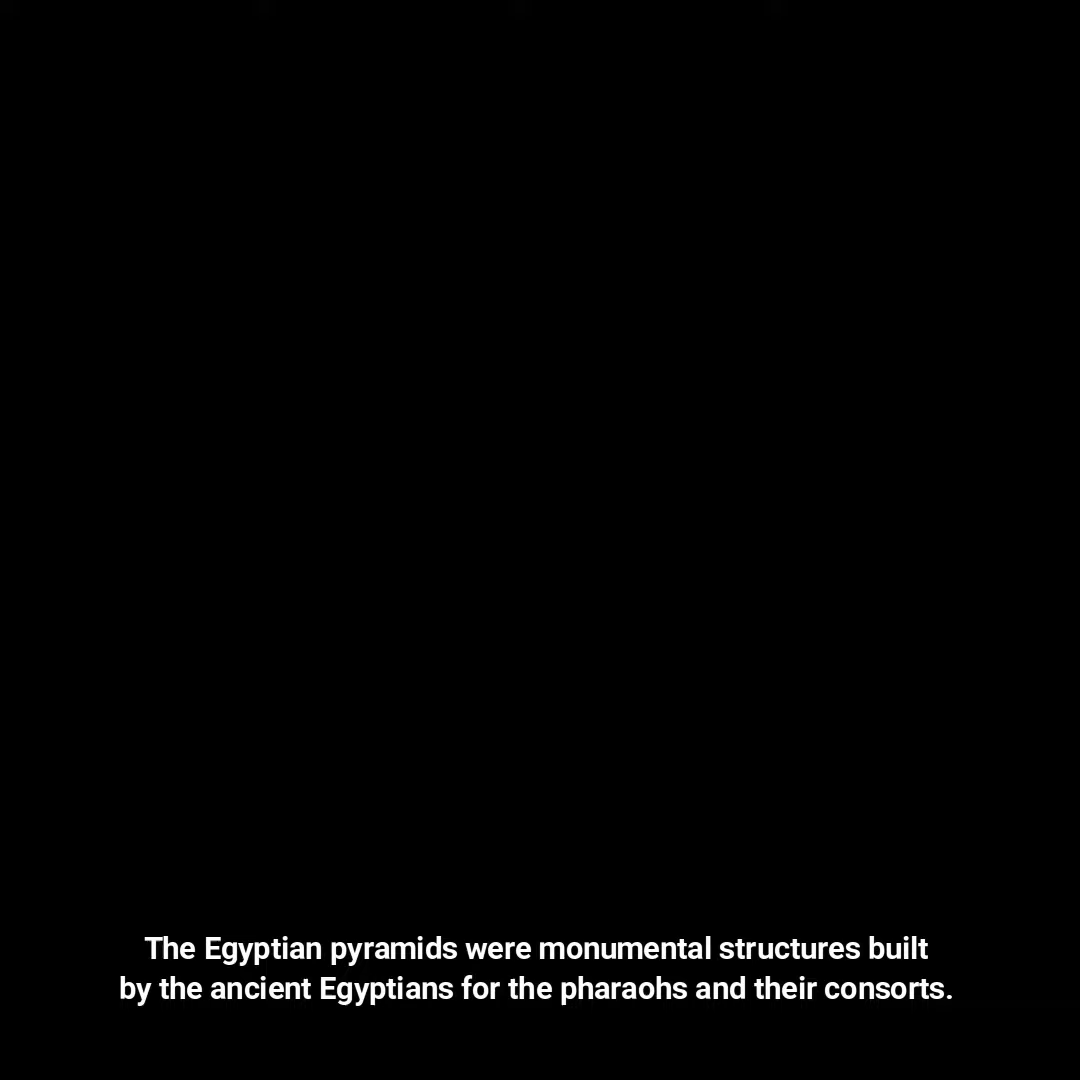 The Egyptian pyramids were monumental structures built
by the ancient Egyptians for the pharaohs and their consorts.